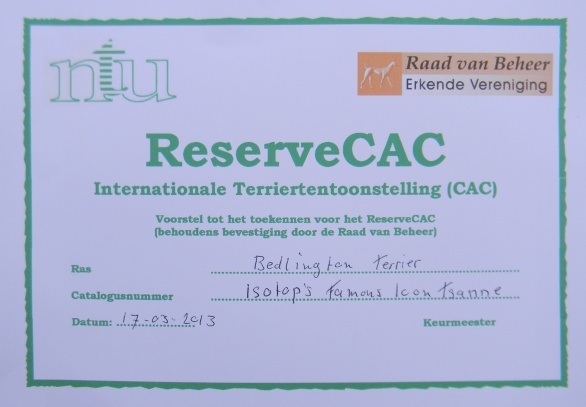 ntu
Raad van Beheer
Erkende Vereniging
ReserveCAC
Internationale Terriertentoonstelling (CAC)
Voorstel tot het toekennen voor het ReserveCAC
(behoudens bevestiging door de Raad van Beheer)
Ras Bedlington Terrier
Catalogusnummer Isotop's Famous Icon Tsanne
Datum: 17-03-2013 Keurmeester